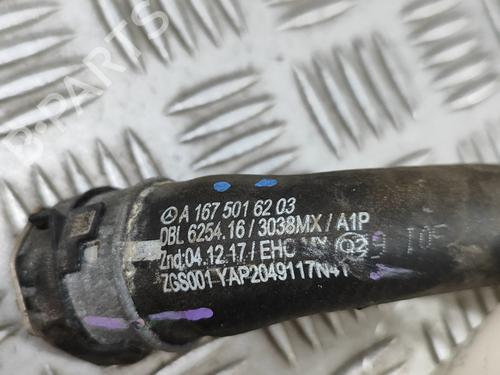 B-PARTS
A 167 501 62 03
DBL 6254.16 / 3038MX / A1P
Znd:04.12.17 / EHC
ZGS001 YAP2049117N41